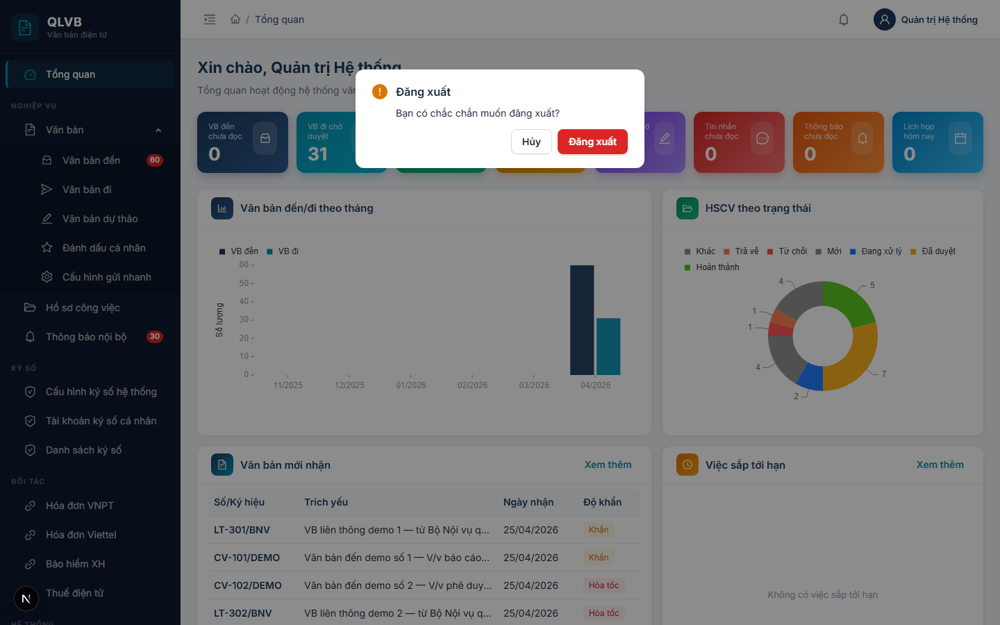 QLVB
Văn bản điện tử
Tổng quan
NGHIỆP VỤ
Văn bản
Văn bản đến
60
Văn bản đi
Văn bản dự thảo
Đánh dấu cá nhân
Cấu hình gửi nhanh
Hồ sơ công việc
Thông báo nội bộ
30
KÝ SỐ
Cấu hình ký số hệ thống
Tài khoản ký số cá nhân
Danh sách ký số
ĐỐI TÁC
Hóa đơn VNPT
Hóa đơn Viettel
Bảo hiểm XH
Thuế điện tử
HỆ THỐNG
N
/ Tổng quan
Quản trị Hệ thống
Xin chào, Quản trị Hệ thống
Tổng quan hoạt động hệ thống văn
Đăng xuất
Bạn có chắc chắn muốn đăng xuất?
Hủy
Đăng xuất
VB đến
chưa đọc
0
VB đi chờ
duyệt
31
Tin nhắn
chưa đọc
0
Thông báo
chưa đọc
0
Lịch họp
hôm nay
0
Văn bản đến/đi theo tháng
VB đến
VB đi
Số lượng
60
50
40
30
20
10
0
11/2025
12/2025
01/2026
02/2026
03/2026
04/2026
HSCV theo trạng thái
Khác
Trả về
Từ chối
Mới
Đang xử lý
Đã duyệt
Hoàn thành
4
5
1
1
4
7
2
Văn bản mới nhận
Xem thêm
Số/Ký hiệu
Trích yếu
Ngày nhận
Độ khẩn
LT-301/BNV
VB liên thông demo 1 — từ Bộ Nội vụ q...
25/04/2026
Khẩn
CV-101/DEMO
Văn bản đến demo số 1 — V/v báo cáo...
25/04/2026
Khẩn
CV-102/DEMO
Văn bản đến demo số 2 — V/v phê duy...
25/04/2026
Hỏa tốc
LT-302/BNV
VB liên thông demo 2 — từ Bộ Nội vụ q...
25/04/2026
Hỏa tốc
Việc sắp tới hạn
Xem thêm
Không có việc sắp tới hạn